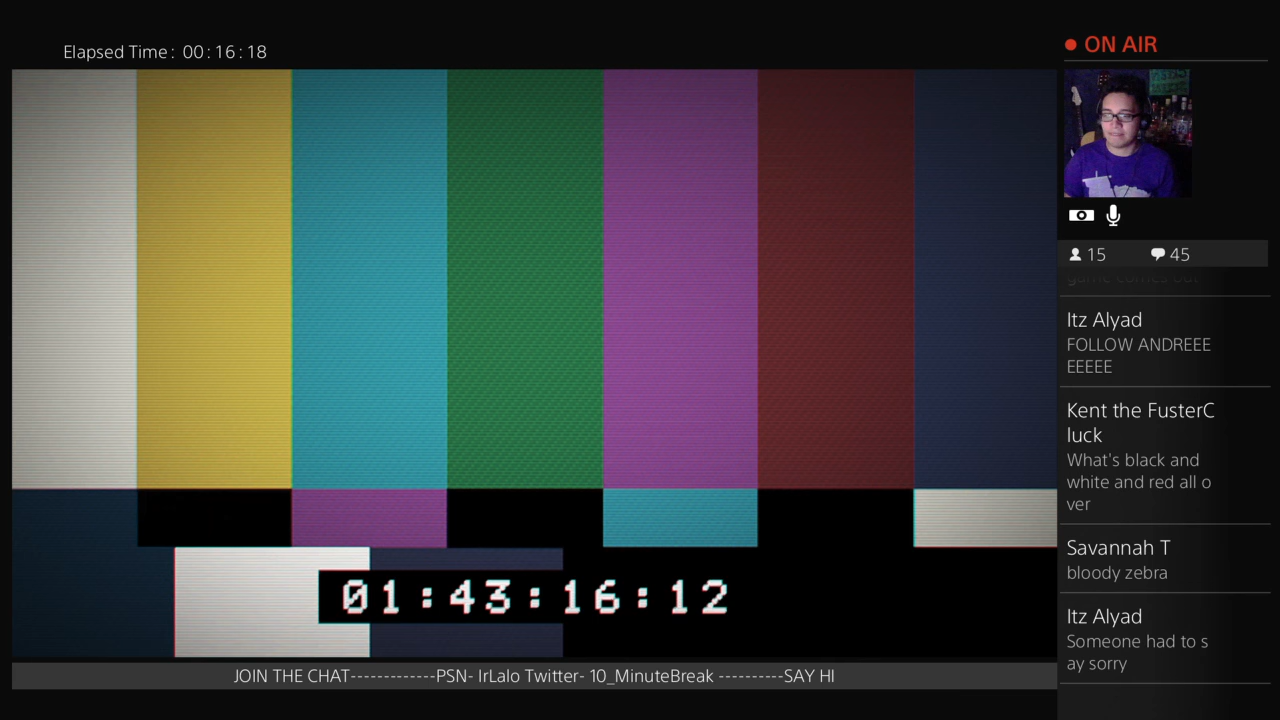 Elapsed Time: 00:16:18
ON AIR
15 45
Itz Alyad
FOLLOW ANDREEE
EEEEE
Kent the FusterC
luck
What's black and
white and red all o
ver
Savannah T
bloody zebra
Itz Alyad
Someone had to s
ay sorry
01:43:16:12
JOIN THE CHAT-------------PSN- IrLalo Twitter- 10_MinuteBreak ----------SAY HI